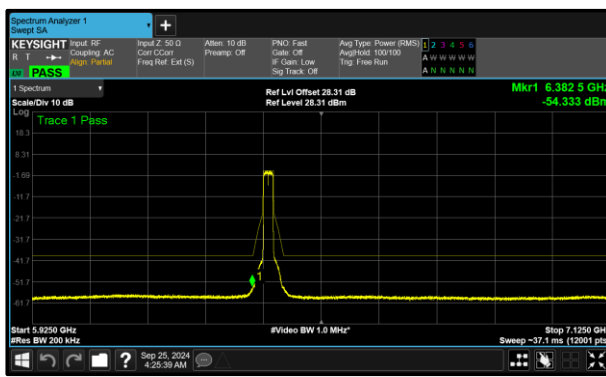 Spectrum Analyzer 1
Swept SA
+
KEYSIGHT Input: RF Input Z: 50 Ω Atten: 10 dB PNO: Fast Avg Type: Power (RMS) 1 2 3 4 5 6
R T Coupling: AC Corr CCorr Preamp: Off Gate: Off Avg|Hold: 100/100 A W W W W W
Align: Partial Freq Ref: Ext (S) IF Gain: Low Trig: Free Run
PASS Sig Track: Off A N N N N N
1 Spectrum Ref Lvl Offset 28.31 dB Mkr1 6.382 5 GHz
Scale/Div 10 dB Ref Level 28.31 dBm -54.333 dBm
Log
Trace 1 Pass
18.3
8.31
-1.69
-11.7
-21.7
-31.7
-41.7
-51.7
1
-61.7
Start 5.9250 GHz #Video BW 1.0 MHz* Stop 7.1250 GHz
#Res BW 200 kHz Sweep ~37.1 ms (12001 pts)
? Sep 25, 2024
4:25:39 AM